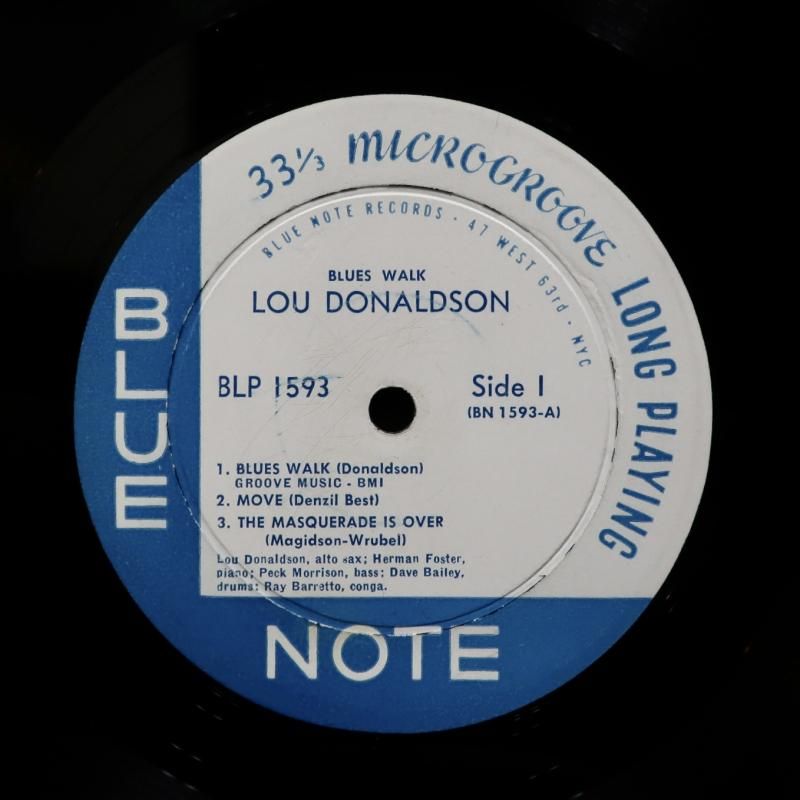 33⅓ MICROGROOVE LONG PLAYING
BLUE NOTE RECORDS · 47 WEST 63rd · NYC
BLUES WALK
LOU DONALDSON
BLP 1593
Side 1
(BN 1593-A)
1. BLUES WALK (Donaldson)
GROOVE MUSIC - BMI
2. MOVE (Denzil Best)
3. THE MASQUERADE IS OVER
(Magidson-Wrubel)
Lou Donaldson, alto sax; Herman Foster,
piano; Peck Morrison, bass; Dave Bailey,
drums; Ray Barretto, conga.
BLUE
NOTE